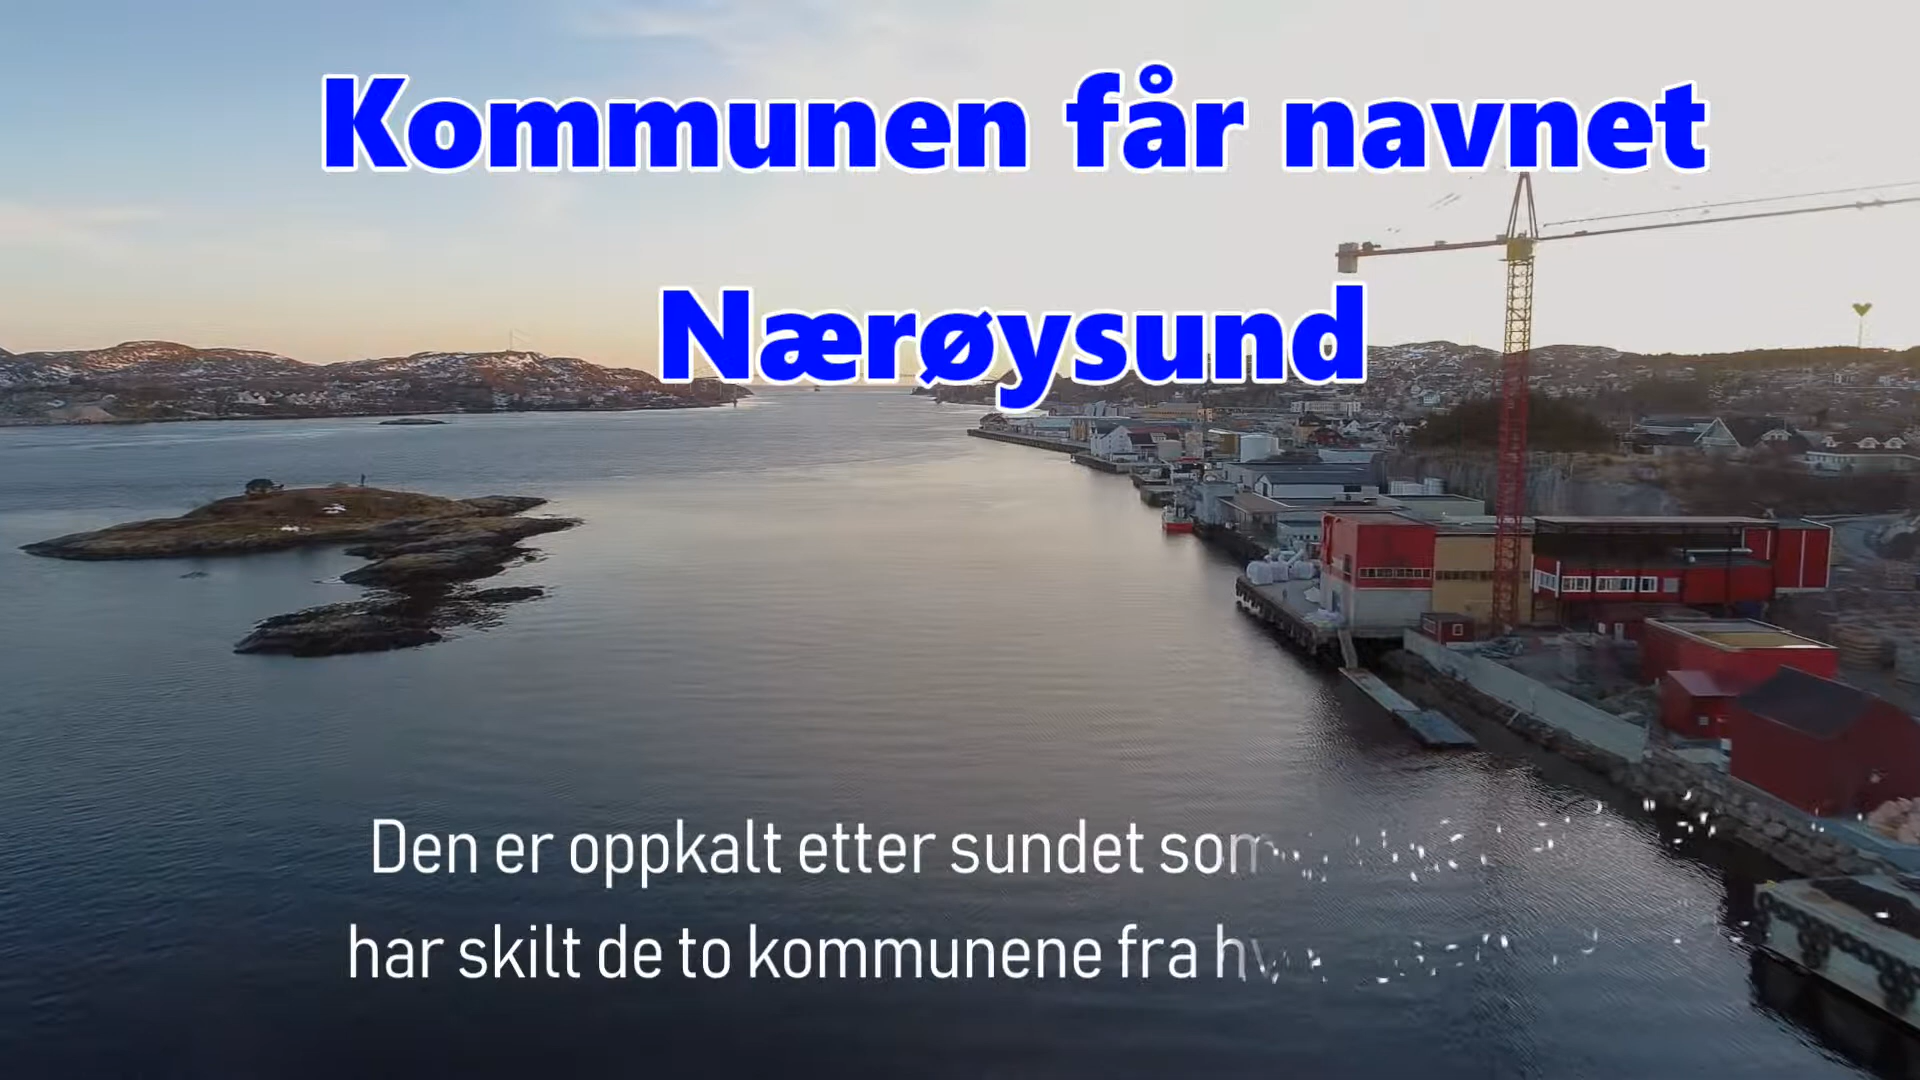 Kommunen får navnet
Nærøysund
Den er oppkalt etter sundet som
har skilt de to kommunene fra